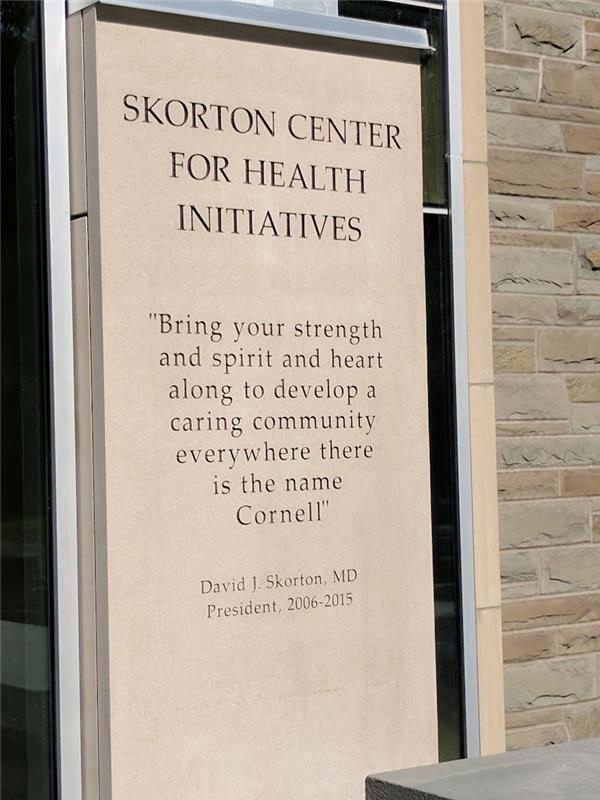 SKORTON CENTER
FOR HEALTH
INITIATIVES
"Bring your strength
and spirit and heart
along to develop a
caring community
everywhere there
is the name
Cornell"
David J. Skorton, MD
President, 2006-2015